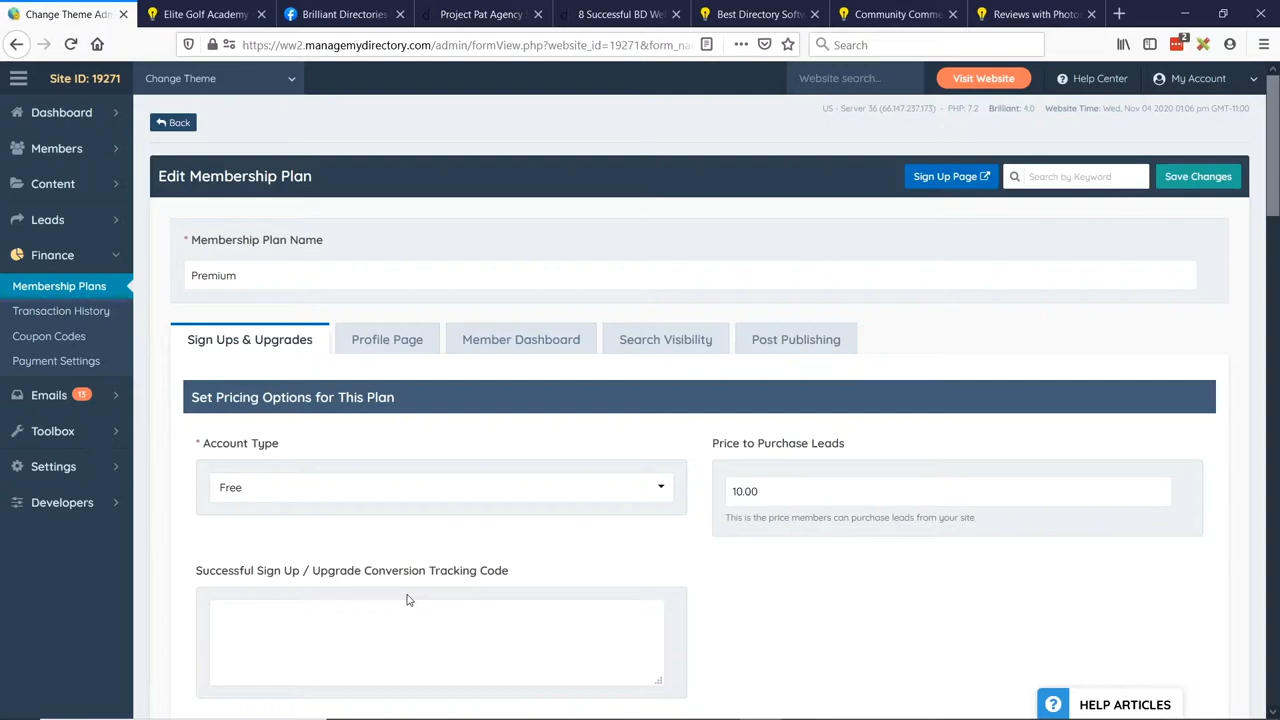 Change Theme Adm
Elite Golf Academy
Brilliant Directories
Project Pat Agency
8 Successful BD We
Best Directory Softw
Community Comme
Reviews with Photos
https://ww2.managemydirectory.com/admin/formView.php?website_id=19271&form_na
Search
2
Site ID: 19271
Change Theme
Website search...
Visit Website
Help Center
My Account
US - Server 36 (66.147.237.173) - PHP: 7.2 Brilliant: 4.0 Website Time: Wed, Nov 04 2020 01:06 pm GMT-11:00
Dashboard
Members
Content
Leads
Finance
Membership Plans
Transaction History
Coupon Codes
Payment Settings
Emails 13
Toolbox
Settings
Developers
Back
Edit Membership Plan
Sign Up Page
Search by Keyword
Save Changes
* Membership Plan Name
Premium
Sign Ups & Upgrades
Profile Page
Member Dashboard
Search Visibility
Post Publishing
Set Pricing Options for This Plan
* Account Type
Free
Price to Purchase Leads
10.00
This is the price members can purchase leads from your site
Successful Sign Up / Upgrade Conversion Tracking Code
? HELP ARTICLES